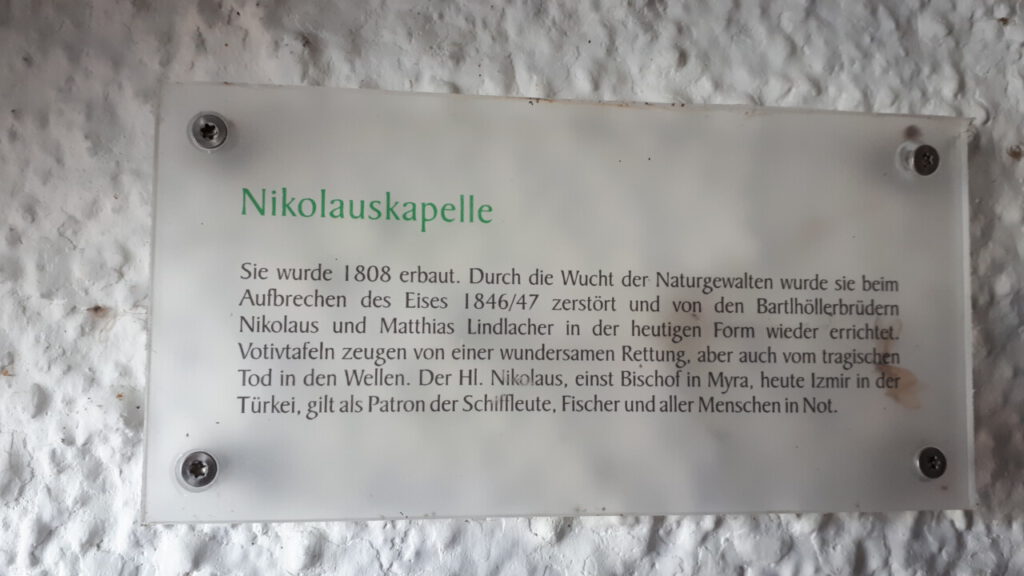 Nikolauskapelle
Sie wurde 1808 erbaut. Durch die Wucht der Naturgewalten wurde sie beim
Aufbrechen des Eises 1846/47 zerstört und von den Bartlhöllerbrüdern
Nikolaus und Matthias Lindlacher in der heutigen Form wieder errichtet.
Votivtafeln zeugen von einer wundersamen Rettung, aber auch vom tragischen
Tod in den Wellen. Der Hl. Nikolaus, einst Bischof in Myra, heute Izmir in der
Türkei, gilt als Patron der Schiffleute, Fischer und aller Menschen in Not.